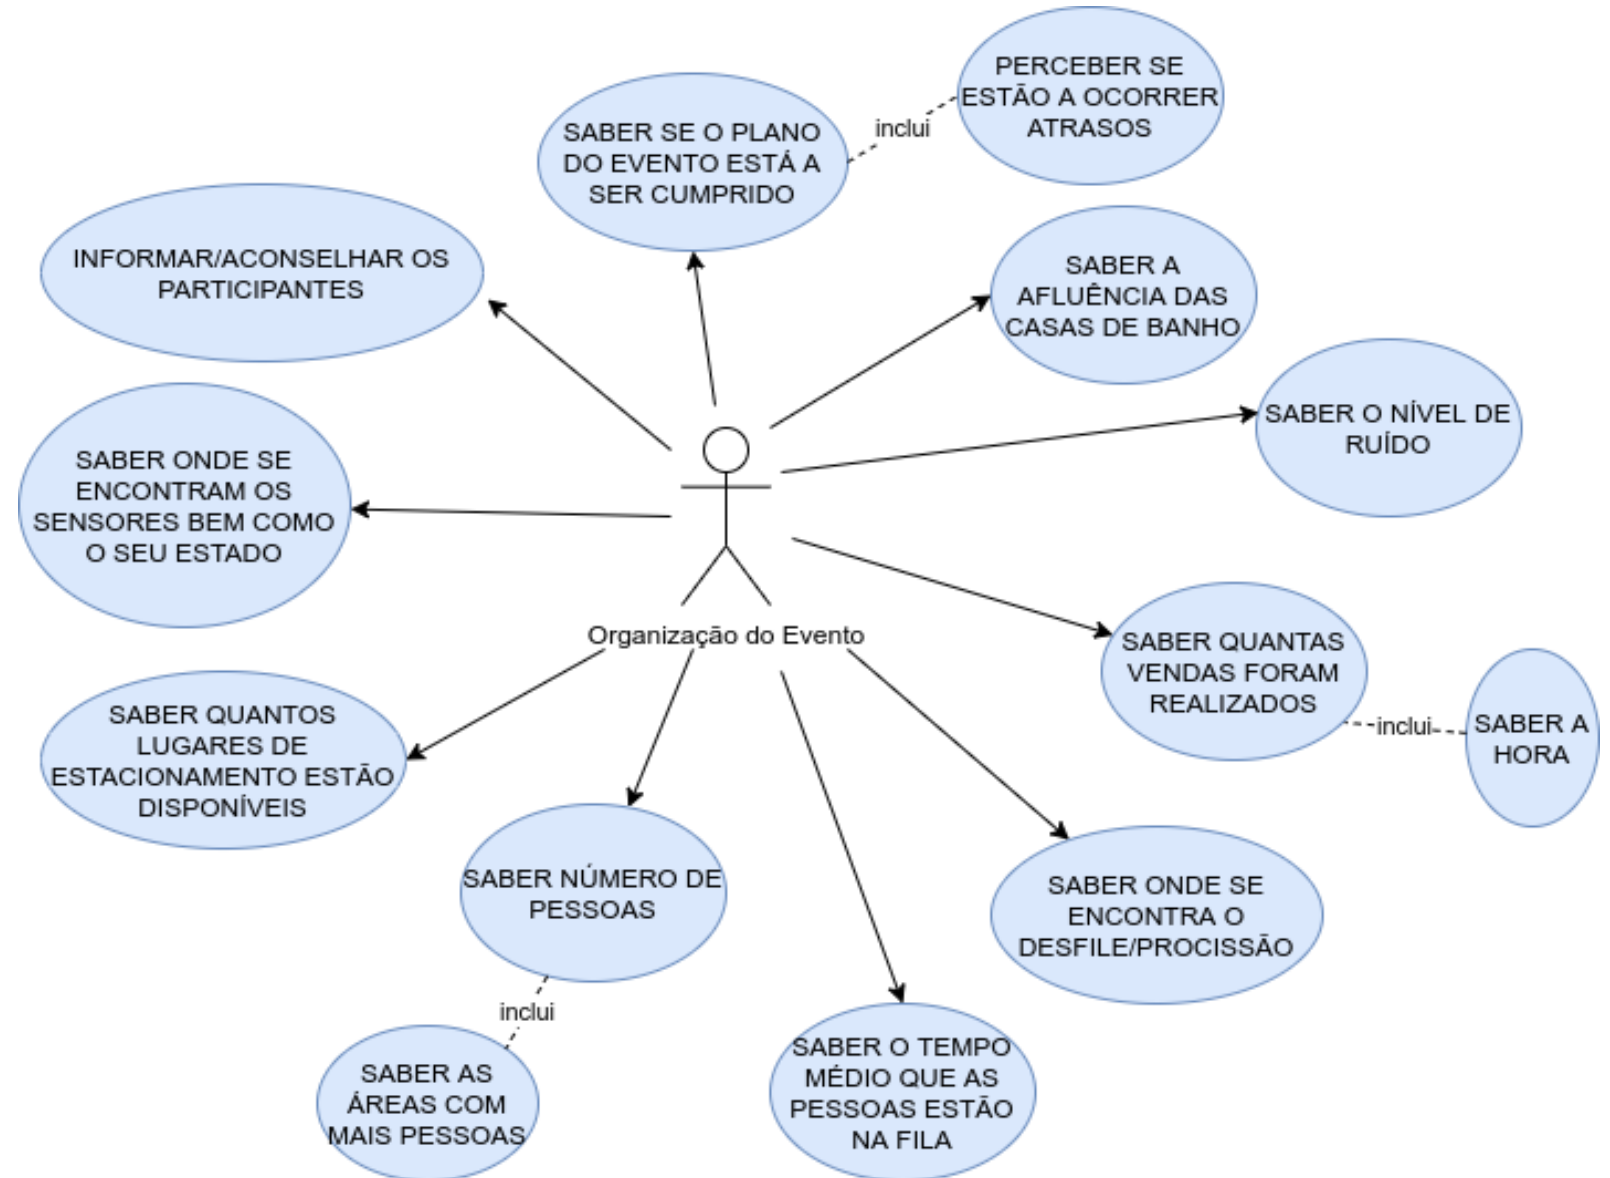 PERCEBER SE
ESTÃO A OCORRER
ATRASOS
inclui
SABER SE O PLANO
DO EVENTO ESTÁ A
SER CUMPRIDO
INFORMAR/ACONSELHAR OS
PARTICIPANTES
SABER A
AFLUÊNCIA DAS
CASAS DE BANHO
SABER O NÍVEL DE
RUÍDO
SABER ONDE SE
ENCONTRAM OS
SENSORES BEM COMO
O SEU ESTADO
Organização do Evento
SABER QUANTAS
VENDAS FORAM
REALIZADOS
inclui
SABER A
HORA
SABER QUANTOS
LUGARES DE
ESTACIONAMENTO ESTÃO
DISPONÍVEIS
SABER NÚMERO DE
PESSOAS
SABER ONDE SE
ENCONTRA O
DESFILE/PROCISSÃO
inclui
SABER AS
ÁREAS COM
MAIS PESSOAS
SABER O TEMPO
MÉDIO QUE AS
PESSOAS ESTÃO
NA FILA